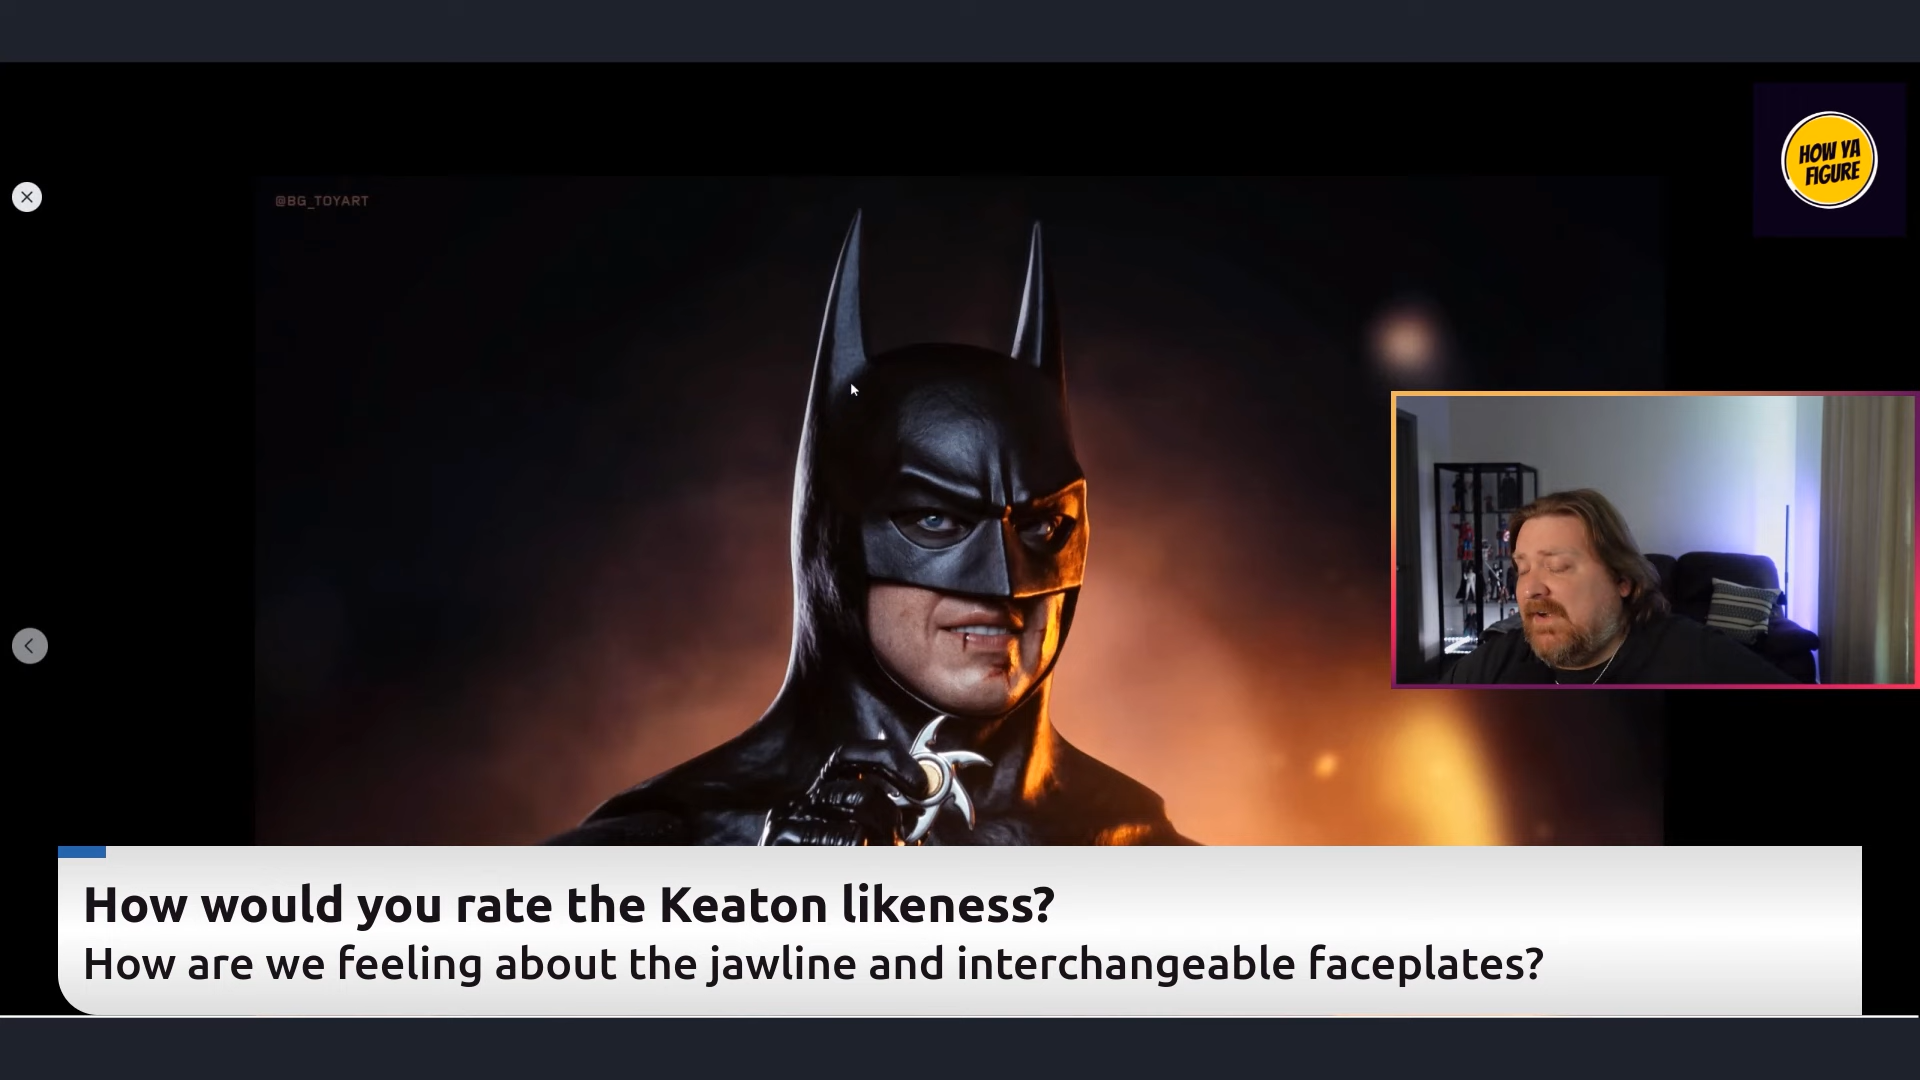 @BG_TOYART
HOW YA
FIGURE
How would you rate the Keaton likeness?
How are we feeling about the jawline and interchangeable faceplates?